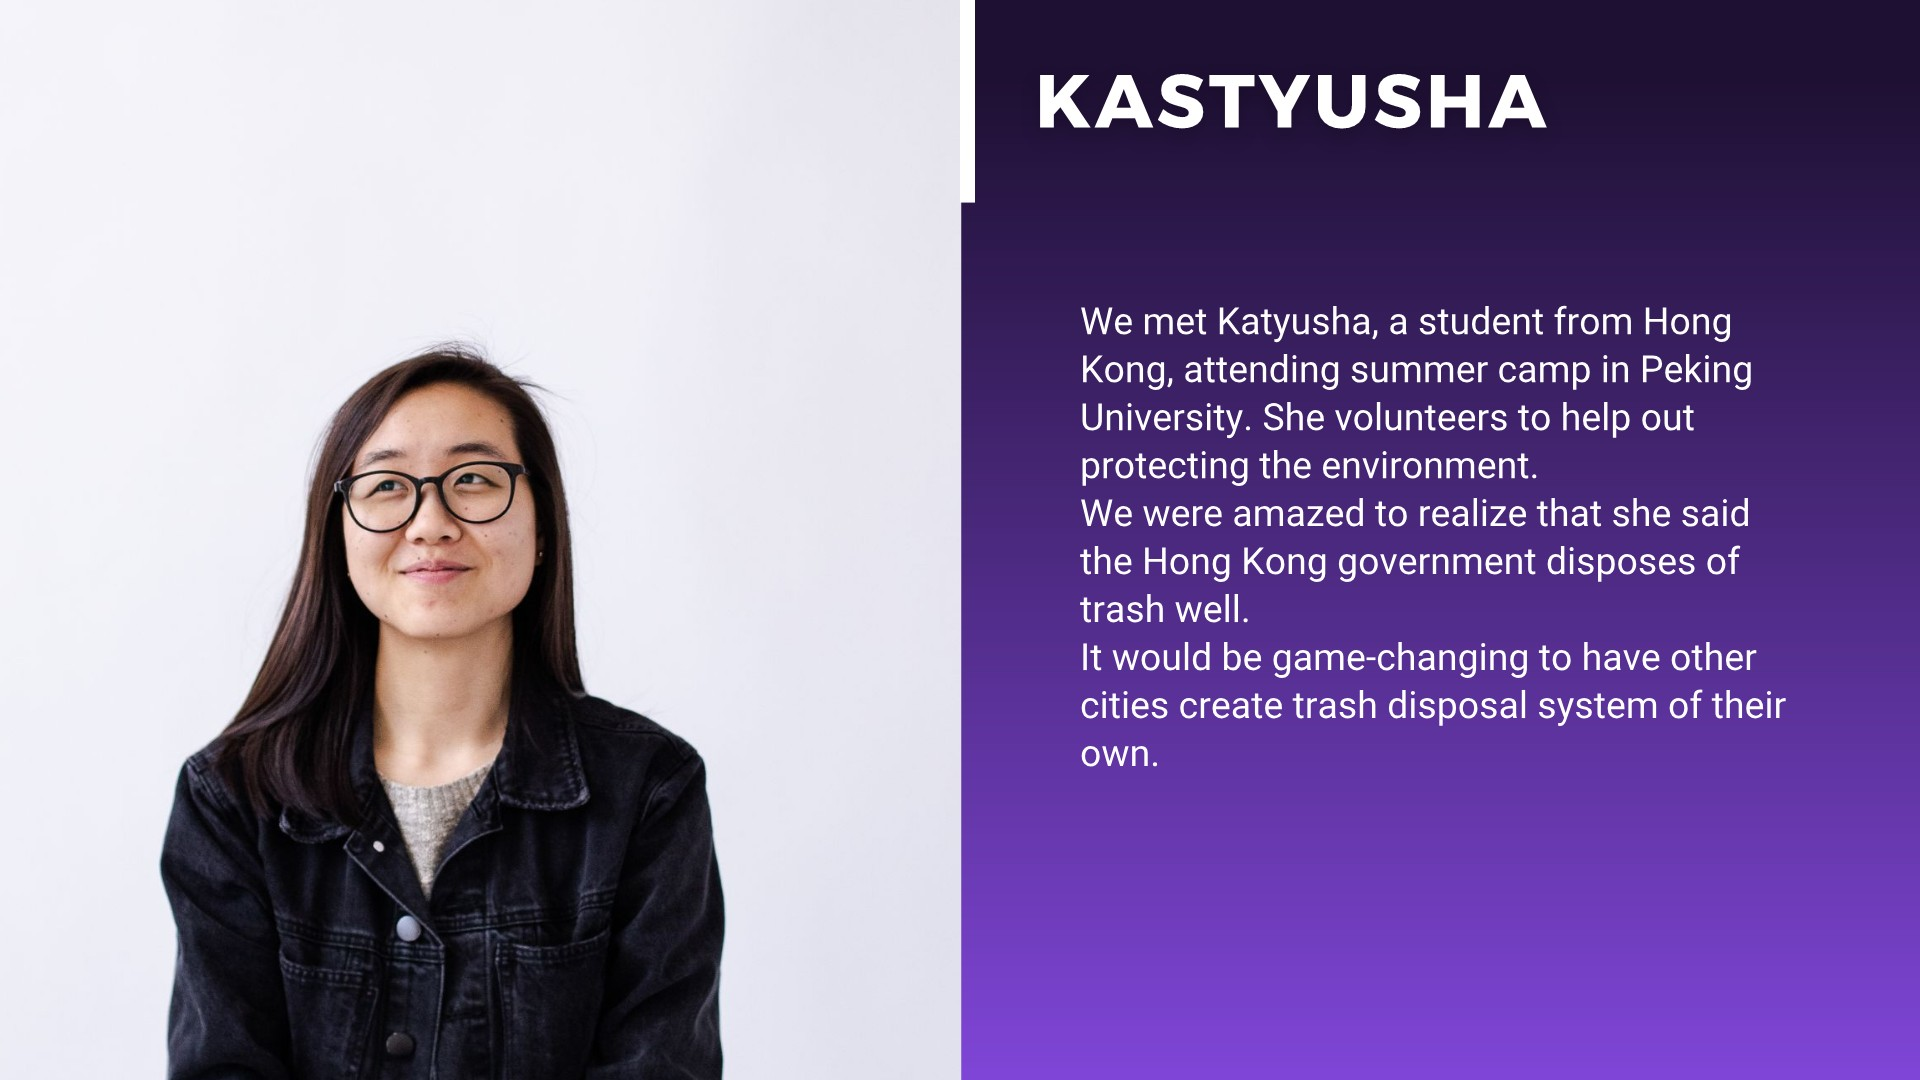 KASTYUSHA
We met Katyusha, a student from Hong
Kong, attending summer camp in Peking
University. She volunteers to help out
protecting the environment.
We were amazed to realize that she said
the Hong Kong government disposes of
trash well.
It would be game-changing to have other
cities create trash disposal system of their
own.